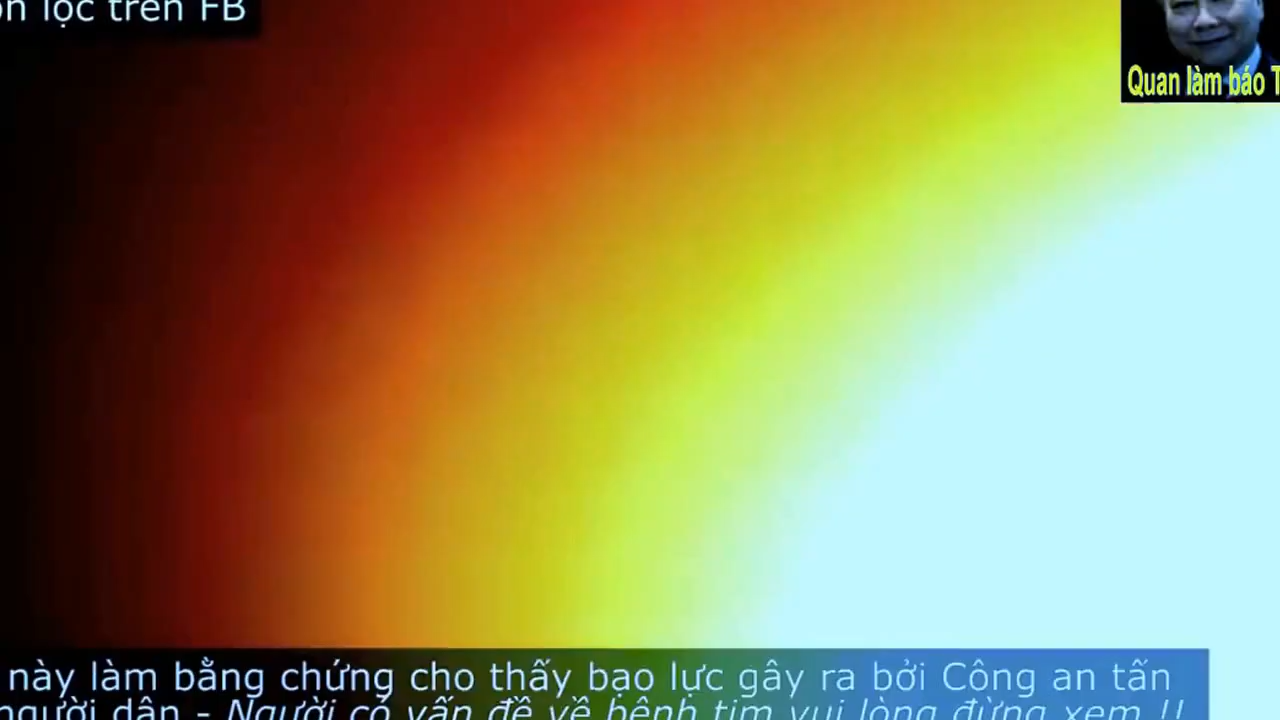 ọn lọc trên FB
Quan làm báo T
này làm bằng chứng cho thấy bạo lực gây ra bởi Công an tấn
người dân - Người có vấn đề về bệnh tim vui lòng đừng xem !!